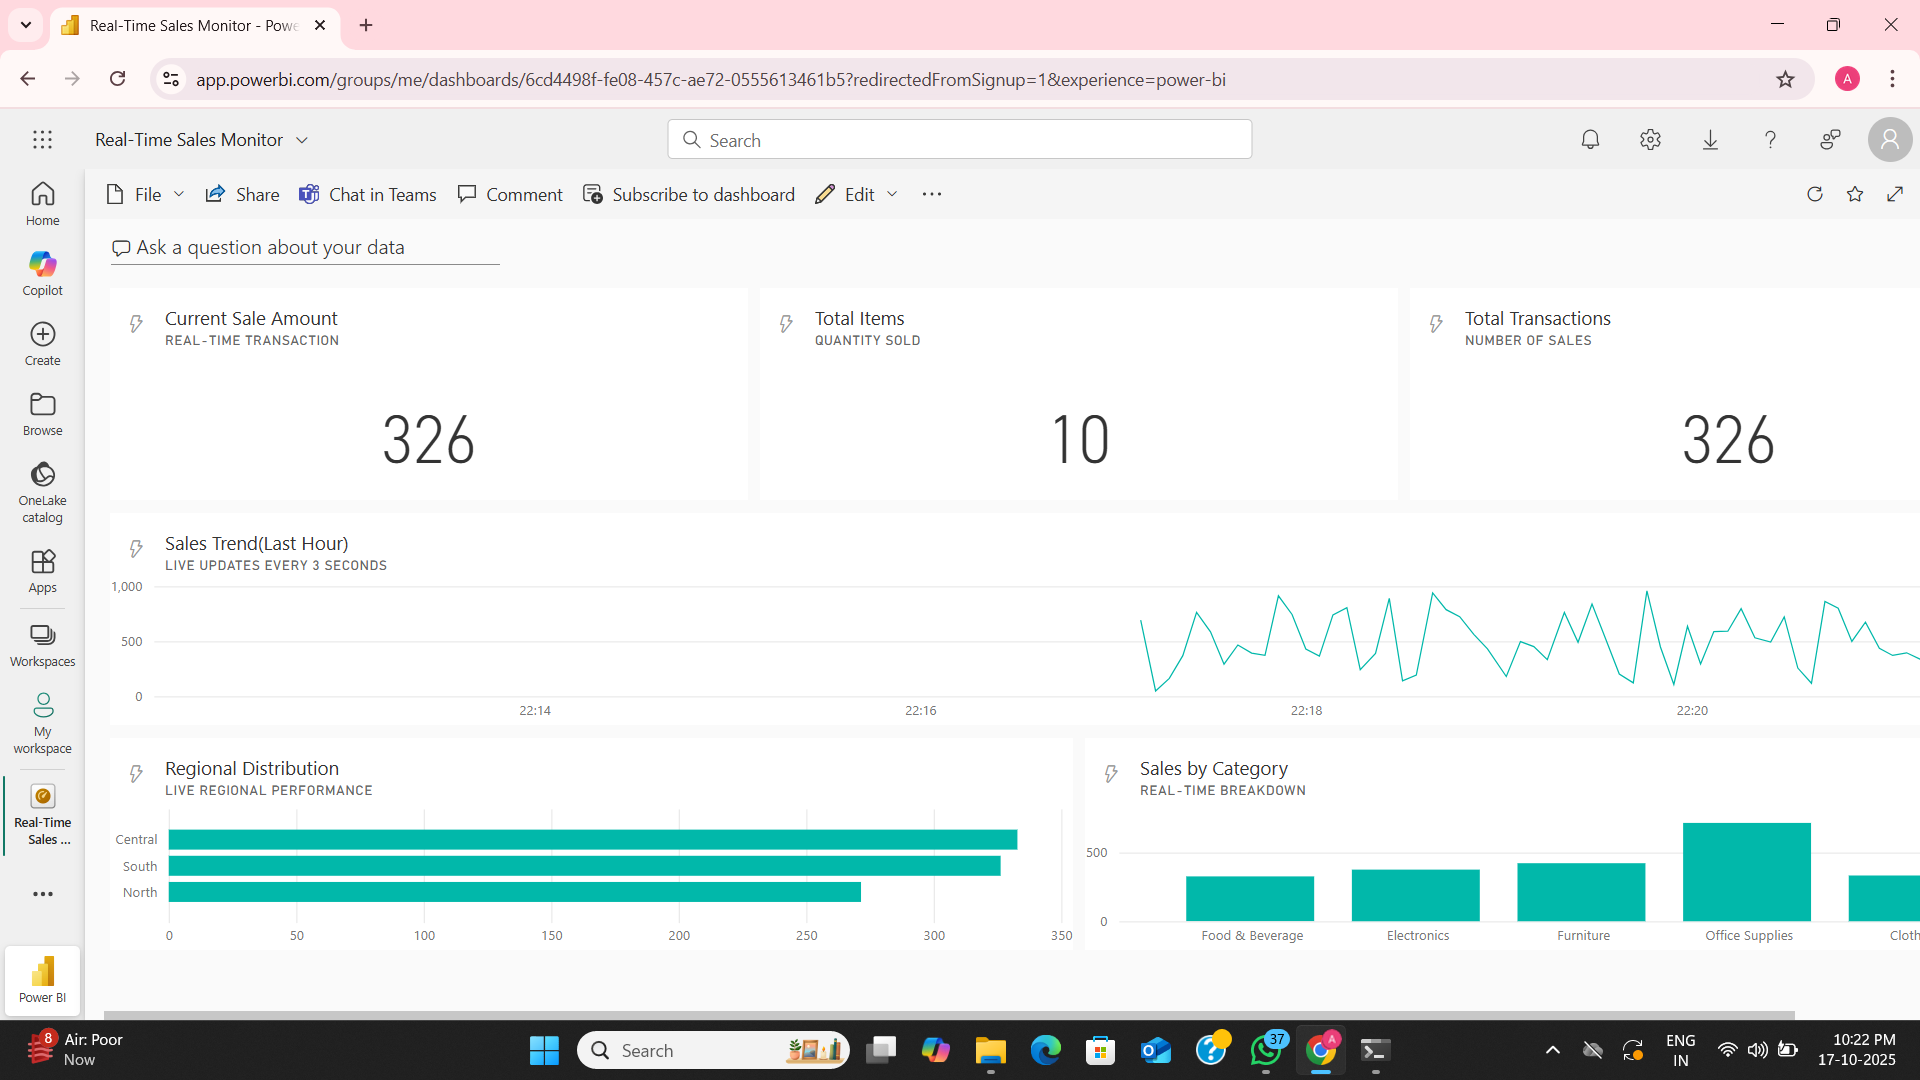 Real-Time Sales Monitor - Powe
app.powerbi.com/groups/me/dashboards/6cd4498f-fe08-457c-ae72-0555613461b5?redirectedFromSignup=1&experience=power-bi
A
Real-Time Sales Monitor
Search
File
Share
Chat in Teams
Comment
Subscribe to dashboard
Edit
Home
Copilot
Create
Browse
OneLake
catalog
Apps
Workspaces
My
workspace
Real-Time
Sales ...
Power BI
Ask a question about your data
Current Sale Amount
REAL-TIME TRANSACTION
326
Total Items
QUANTITY SOLD
10
Total Transactions
NUMBER OF SALES
326
Sales Trend(Last Hour)
LIVE UPDATES EVERY 3 SECONDS
1,000
500
0
22:14
22:16
22:18
22:20
Regional Distribution
LIVE REGIONAL PERFORMANCE
Central
South
North
0
50
100
150
200
250
300
350
Sales by Category
REAL-TIME BREAKDOWN
500
0
Food & Beverage
Electronics
Furniture
Office Supplies
Cloth
8
Air: Poor
Now
Search
37
A
ENG
IN
10:22 PM
17-10-2025